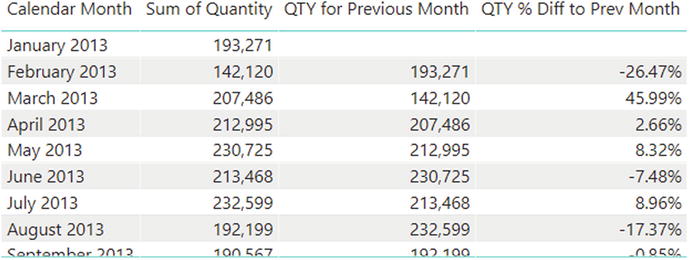 Calendar Month Sum of Quantity QTY for Previous Month QTY % Diff to Prev Month
January 2013 193,271
February 2013 142,120 193,271 -26.47%
March 2013 207,486 142,120 45.99%
April 2013 212,995 207,486 2.66%
May 2013 230,725 212,995 8.32%
June 2013 213,468 230,725 -7.48%
July 2013 232,599 213,468 8.96%
August 2013 192,199 232,599 -17.37%
September 2013 190,567 192,199 -0.85%